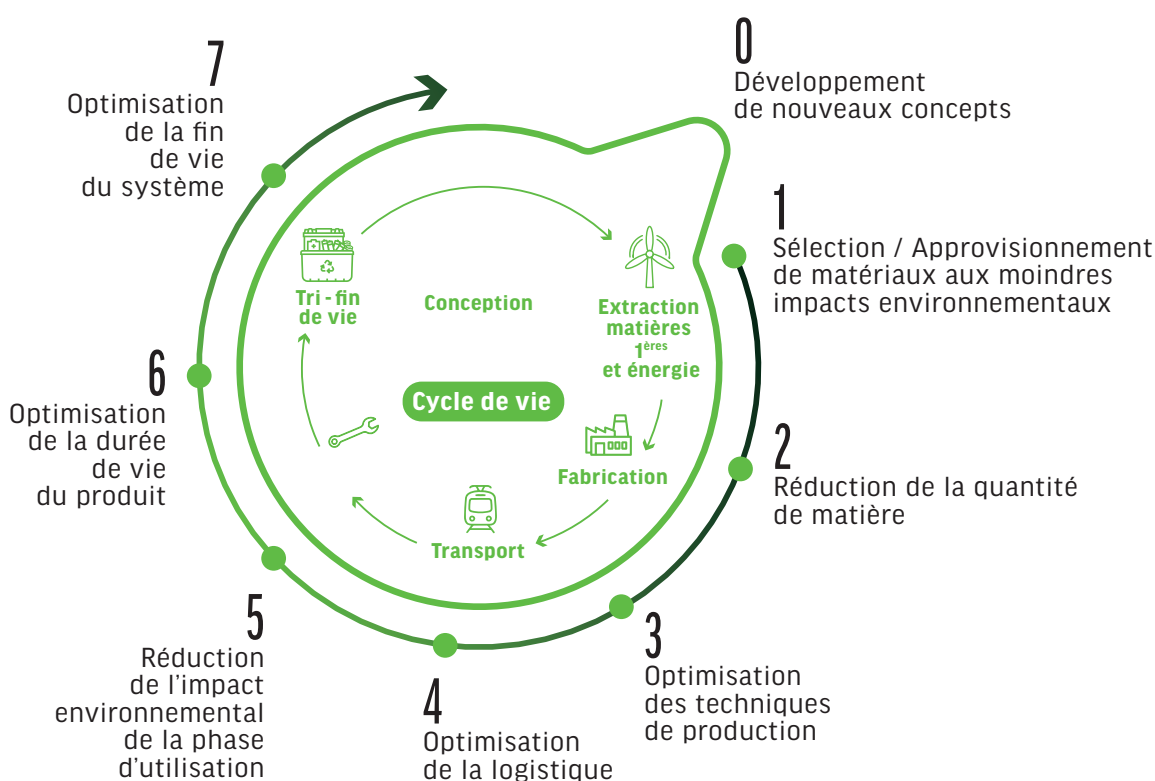 0
Développement
de nouveaux concepts
1
Sélection / Approvisionnement
de matériaux aux moindres
impacts environnementaux
2
Réduction de la quantité
de matière
3
Optimisation
des techniques
de production
4
Optimisation
de la logistique
5
Réduction
de l'impact
environnemental
de la phase
d'utilisation
6
Optimisation
de la durée
de vie
du produit
7
Optimisation
de la fin
de vie
du système
Conception
Cycle de vie
Extraction
matières
1ères
et énergie
Fabrication
Transport
Tri - fin
de vie